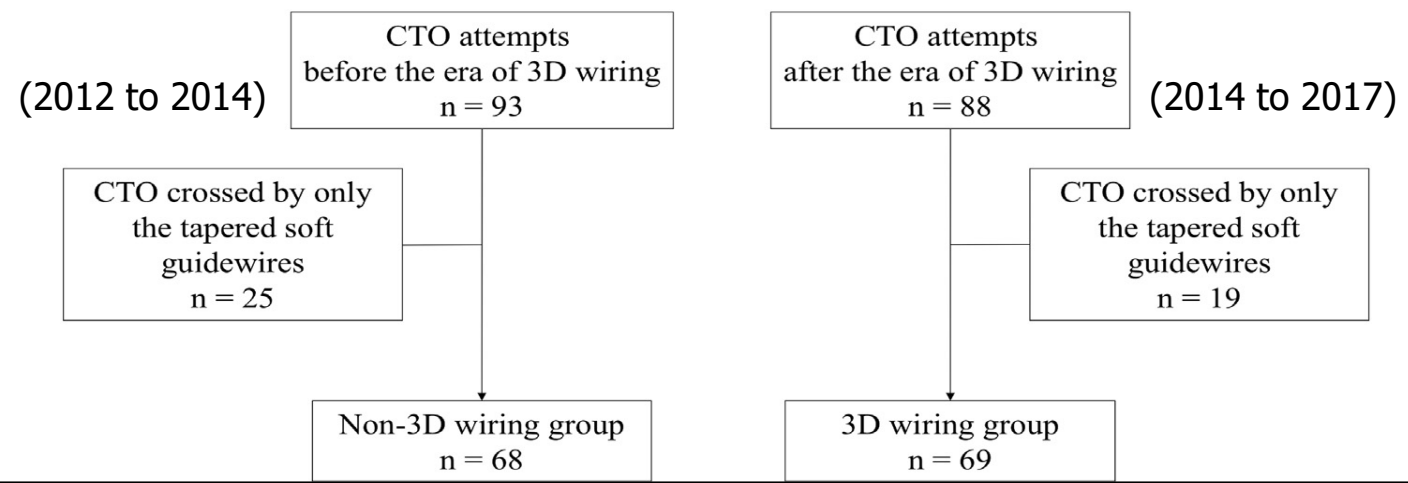 CTO attempts
before the era of 3D wiring
n = 93
(2012 to 2014)
CTO attempts
after the era of 3D wiring
n = 88
(2014 to 2017)
CTO crossed by only
the tapered soft
guidewires
n = 25
CTO crossed by only
the tapered soft
guidewires
n = 19
Non-3D wiring group
n = 68
3D wiring group
n = 69